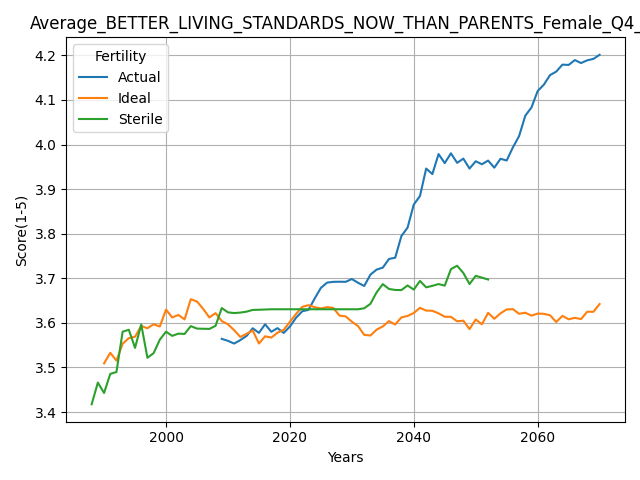 Average_BETTER_LIVING_STANDARDS_NOW_THAN_PARENTS_Female_Q4_
Fertility
Actual
Ideal
Sterile
4.2
4.1
4.0
3.9
3.8
3.7
3.6
3.5
3.4
Score(1-5)
2000 2020 2040 2060
Years